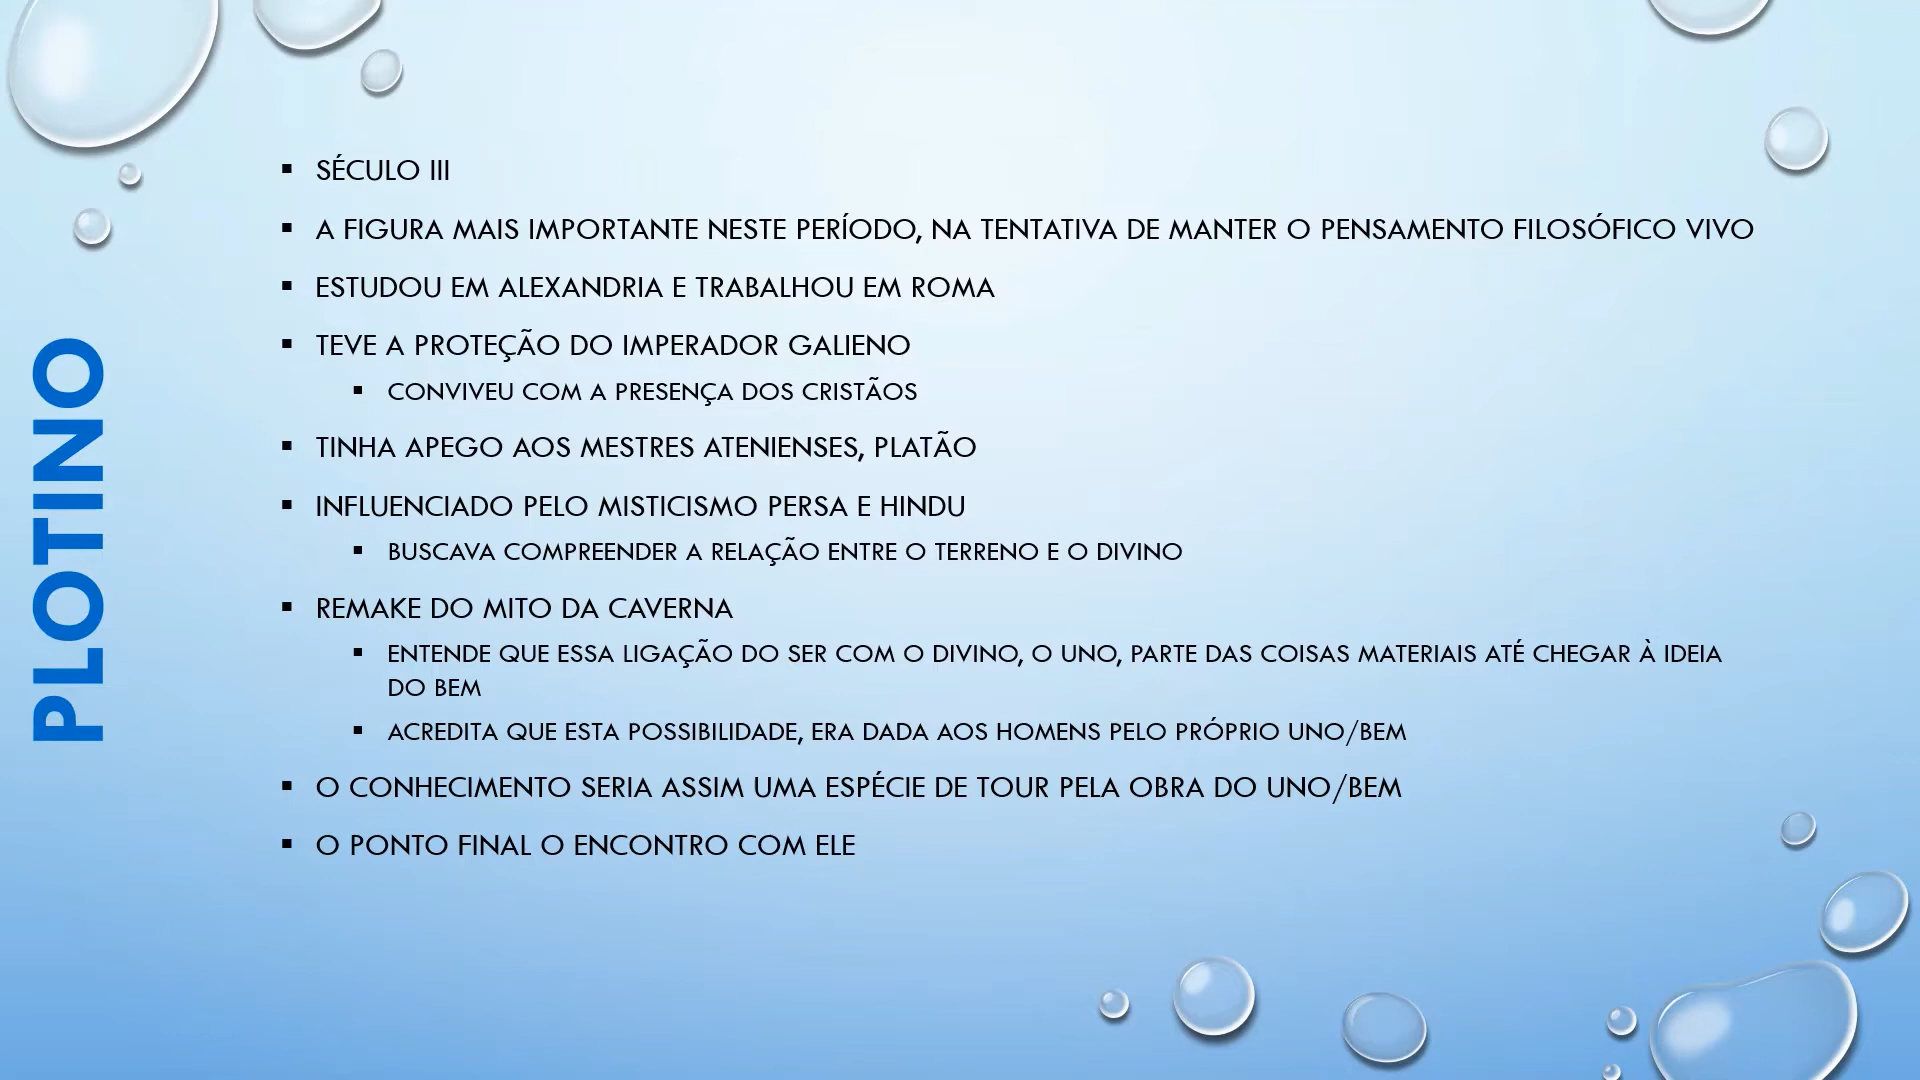 PLOTINO
▪ SÉCULO III
▪ A FIGURA MAIS IMPORTANTE NESTE PERÍODO, NA TENTATIVA DE MANTER O PENSAMENTO FILOSÓFICO VIVO
▪ ESTUDOU EM ALEXANDRIA E TRABALHOU EM ROMA
▪ TEVE A PROTEÇÃO DO IMPERADOR GALIENO
▪ CONVIVEU COM A PRESENÇA DOS CRISTÃOS
▪ TINHA APEGO AOS MESTRES ATENIENSES, PLATÃO
▪ INFLUENCIADO PELO MISTICISMO PERSA E HINDU
▪ BUSCAVA COMPREENDER A RELAÇÃO ENTRE O TERRENO E O DIVINO
▪ REMAKE DO MITO DA CAVERNA
▪ ENTENDE QUE ESSA LIGAÇÃO DO SER COM O DIVINO, O UNO, PARTE DAS COISAS MATERIAIS ATÉ CHEGAR À IDEIA
DO BEM
▪ ACREDITA QUE ESTA POSSIBILIDADE, ERA DADA AOS HOMENS PELO PRÓPRIO UNO/BEM
▪ O CONHECIMENTO SERIA ASSIM UMA ESPÉCIE DE TOUR PELA OBRA DO UNO/BEM
▪ O PONTO FINAL O ENCONTRO COM ELE